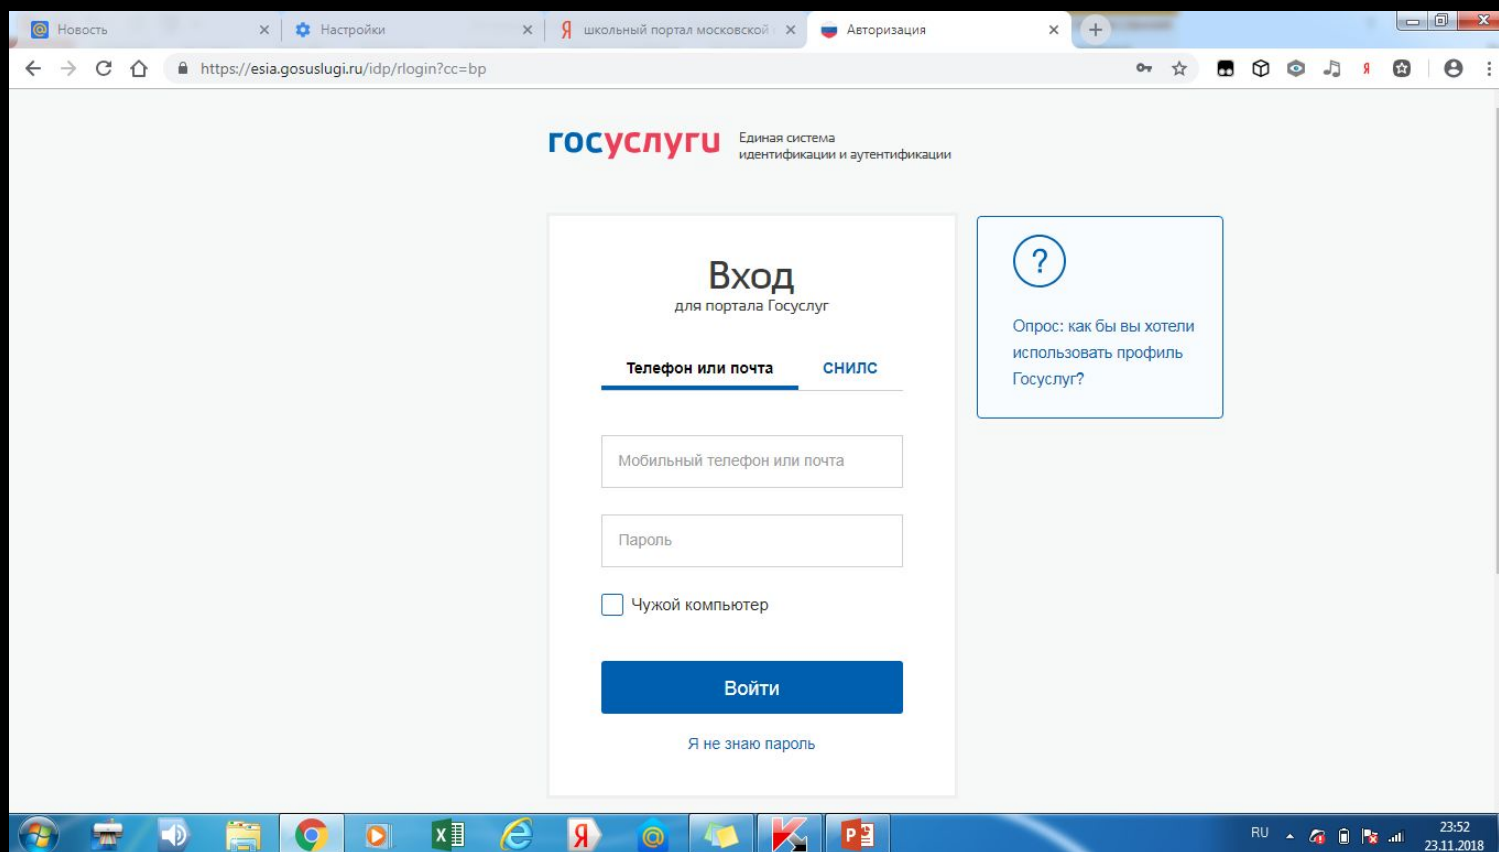 Новость
Настройки
школьный портал московской
Авторизация
https://esia.gosuslugi.ru/idp/rlogin?cc=bp
госуслуги
Единая система
идентификации и аутентификации
Вход
для портала Госуслуг
Телефон или почта
СНИЛС
Мобильный телефон или почта
Пароль
Чужой компьютер
Войти
Я не знаю пароль
?
Опрос: как бы вы хотели
использовать профиль
Госуслуг?
RU
23:52
23.11.2018